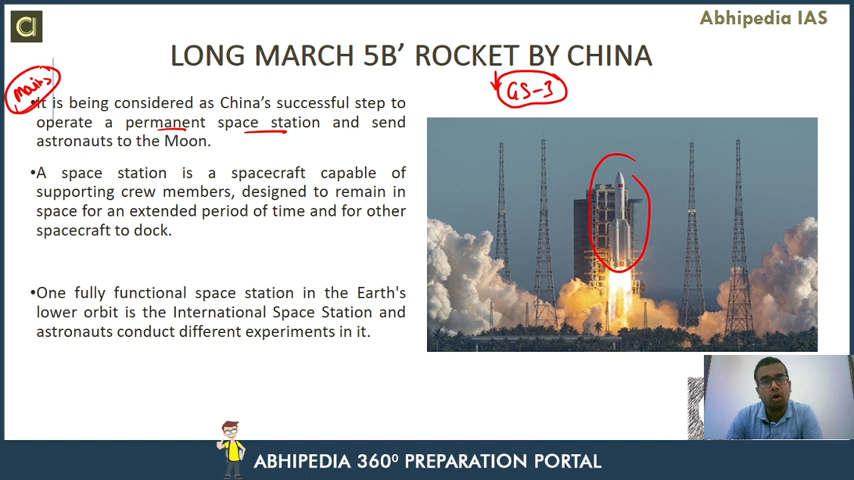 Abhipedia IAS
LONG MARCH 5B’ ROCKET BY CHINA
Mains
GS-3
•It is being considered as China’s successful step to
operate a permanent space station and send
astronauts to the Moon.
•A space station is a spacecraft capable of
supporting crew members, designed to remain in
space for an extended period of time and for other
spacecraft to dock.
•One fully functional space station in the Earth's
lower orbit is the International Space Station and
astronauts conduct different experiments in it.
ABHIPEDIA 360⁰ PREPARATION PORTAL